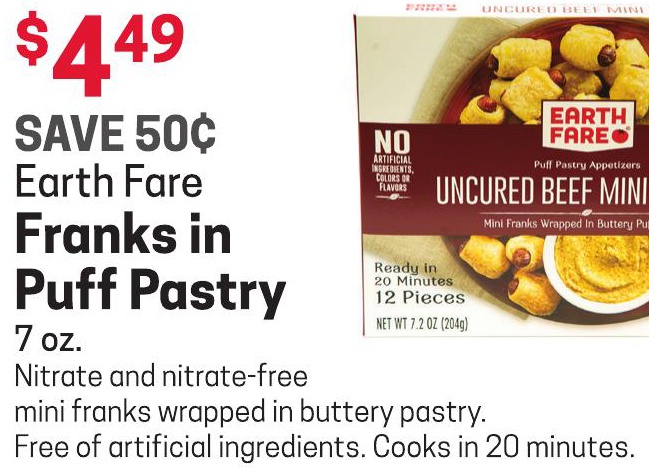 $4.49
SAVE 50¢
Earth Fare
Franks in
Puff Pastry
7 oz.
Nitrate and nitrate-free
mini franks wrapped in buttery pastry.
Free of artificial ingredients. Cooks in 20 minutes.
EARTH FARE
UNCURED BEEF MINI
EARTH
FARE
NO
ARTIFICIAL
INGREDIENTS,
COLORS OR
FLAVORS
Puff Pastry Appetizers
UNCURED BEEF MINI
Mini Franks Wrapped In Buttery
Ready in
20 Minutes
12 Pieces
NET WT 7.2 OZ (204g)